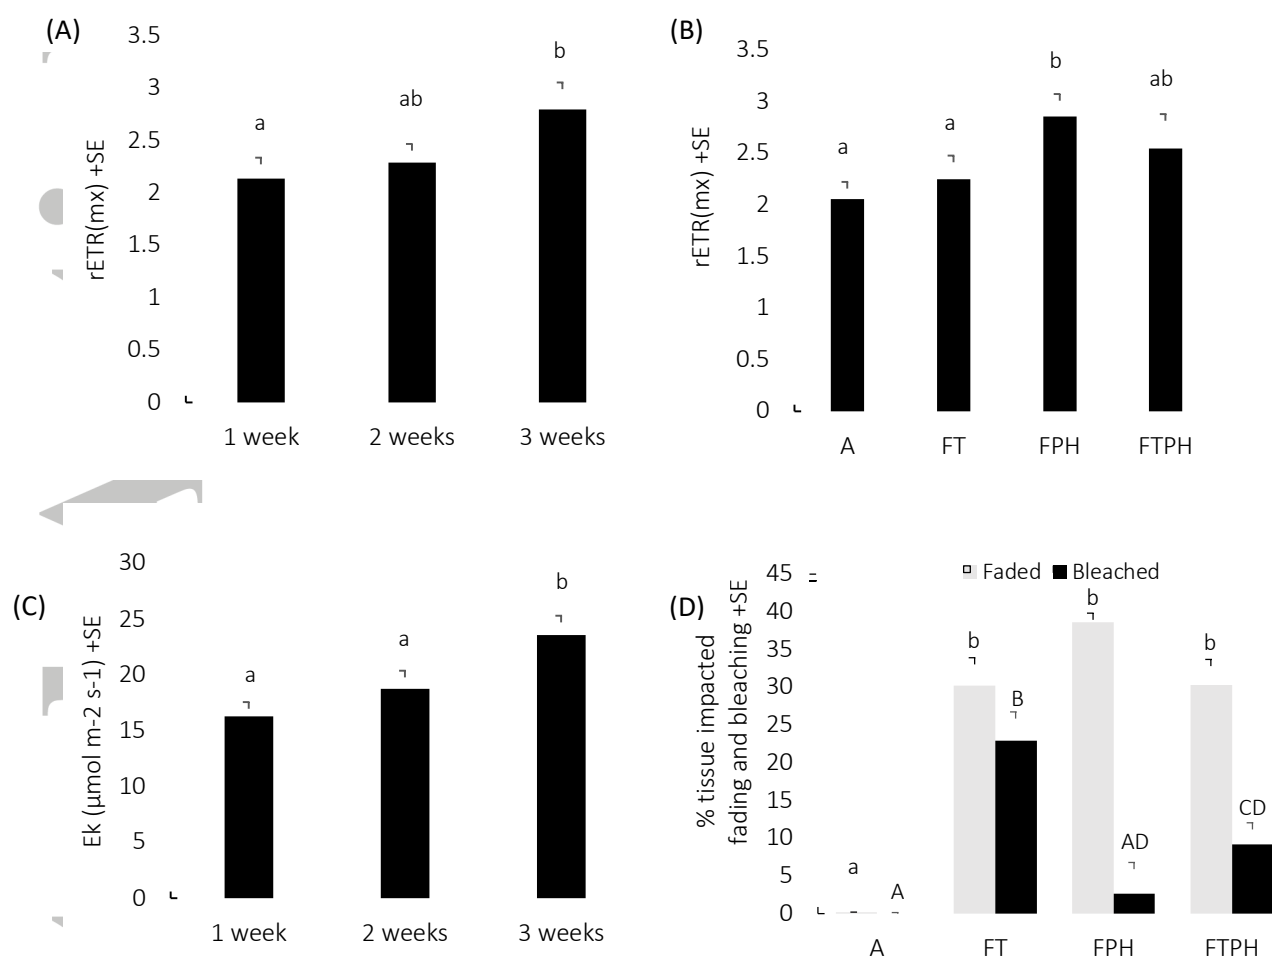 (A)
rETR(mx) +SE
3.5
3
2.5
2
1.5
1
0.5
0
a
ab
b
1 week
2 weeks
3 weeks
(B)
rETR(mx) +SE
3.5
3
2.5
2
1.5
1
0.5
0
a
a
b
ab
A
FT
FPH
FTPH
(C)
Ek (μmol m-2 s-1) +SE
30
25
20
15
10
5
0
a
a
b
1 week
2 weeks
3 weeks
(D)
% tissue impacted
fading and bleaching +SE
45
40
35
30
25
20
15
10
5
0
Faded
Bleached
a
A
b
B
b
AD
b
CD
A
FT
FPH
FTPH